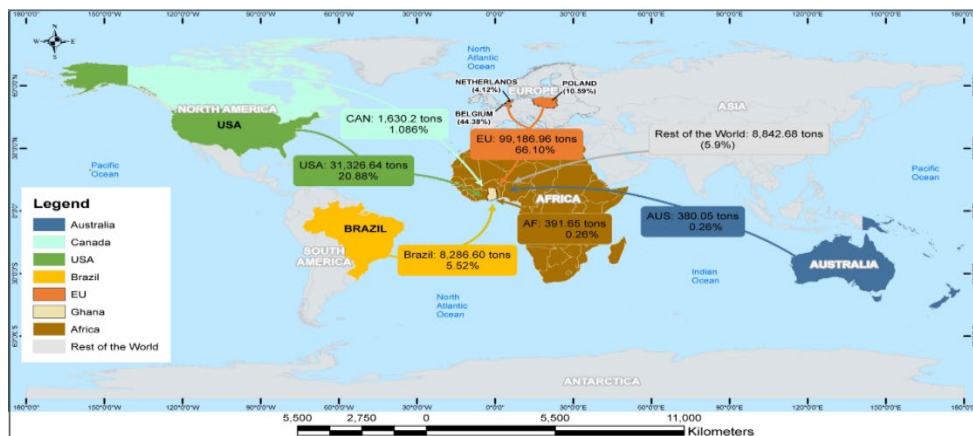 180°0'0"
150°0'0"W
120°0'0"W
90°0'0"W
60°0'0"W
30°0'0"W
0°0'0"
30°0'0"E
60°0'0"E
90°0'0"E
120°0'0"E
150°0'0"E
180°0'0"
N
W
E
S
North
Atlantic
Ocean
NETHERLANDS
(4.12%)
EUROPE
POLAND
(10.59%)
BELGIUM
(44.38%)
NORTH AMERICA
USA
ASIA
CAN: 1,630.2 tons
1.086%
EU: 99,186.96 tons
66.10%
Rest of the World: 8,842.68 tons
(5.9%)
Pacific
Ocean
USA: 31,326.64 tons
20.88%
Pacific
Ocean
AFRICA
AF: 391.65 tons
0.26%
AUS: 380.05 tons
0.26%
BRAZIL
SOUTH
AMERICA
Brazil: 8,286.60 tons
5.52%
AUSTRALIA
Indian
Ocean
North
Atlantic
Ocean
Legend
Australia
Canada
USA
Brazil
EU
Ghana
Africa
Rest of the World
ANTARCTICA
180°0'0"
150°0'0"W
120°0'0"W
90°0'0"W
60°0'0"W
30°0'0"W
0°0'0"
30°0'0"E
60°0'0"E
90°0'0"E
120°0'0"E
150°0'0"E
180°0'0"
5,500
2,750
0
5,500
11,000
Kilometers